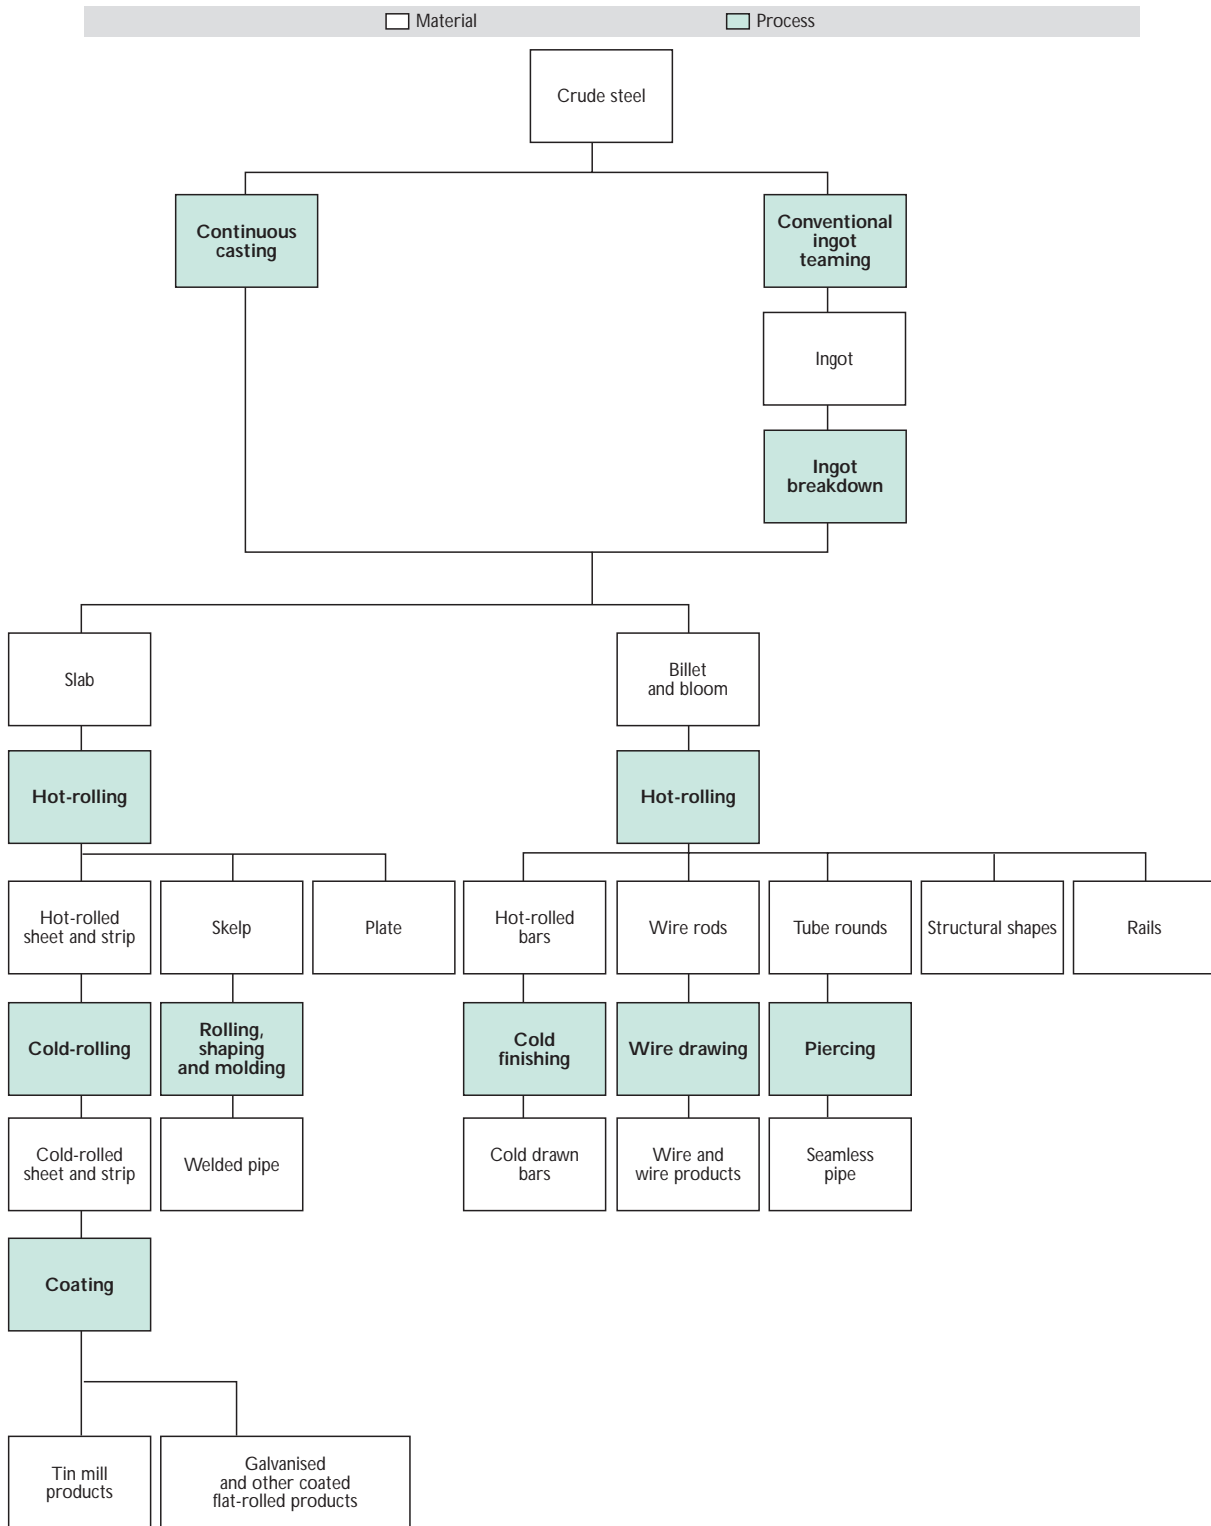 Material
Process
Crude steel
Continuous
casting
Conventional
ingot
teaming
Ingot
Ingot
breakdown
Slab
Billet
and bloom
Hot-rolling
Hot-rolling
Hot-rolled
sheet and strip
Skelp
Plate
Hot-rolled
bars
Wire rods
Tube rounds
Structural shapes
Rails
Cold-rolling
Rolling,
shaping
and molding
Cold
finishing
Wire drawing
Piercing
Cold-rolled
sheet and strip
Welded pipe
Cold drawn
bars
Wire and
wire products
Seamless
pipe
Coating
Tin mill
products
Galvanised
and other coated
flat-rolled products